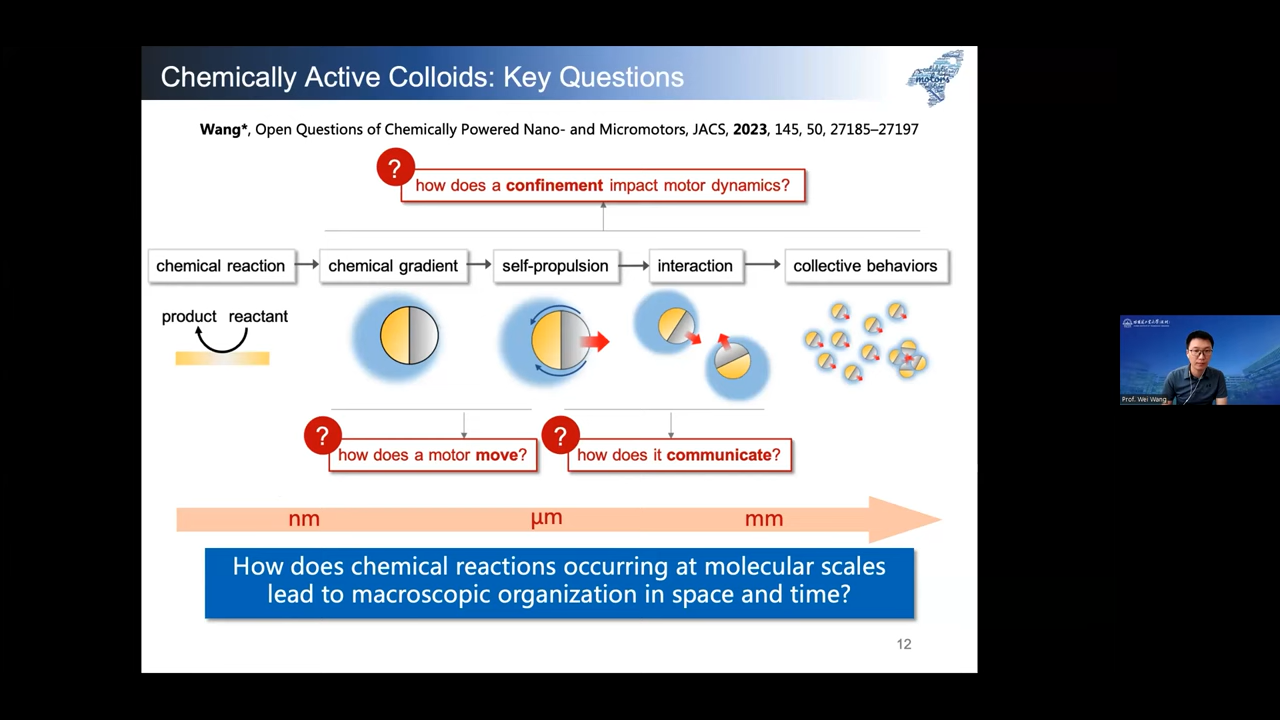 Chemically Active Colloids: Key Questions
motors
Wang*, Open Questions of Chemically Powered Nano- and Micromotors, JACS, 2023, 145, 50, 27185–27197
?
how does a confinement impact motor dynamics?
chemical reaction
chemical gradient
self-propulsion
interaction
collective behaviors
product reactant
?
how does a motor move?
?
how does it communicate?
nm
µm
mm
How does chemical reactions occurring at molecular scales
lead to macroscopic organization in space and time?
12
Prof. Wei Wang